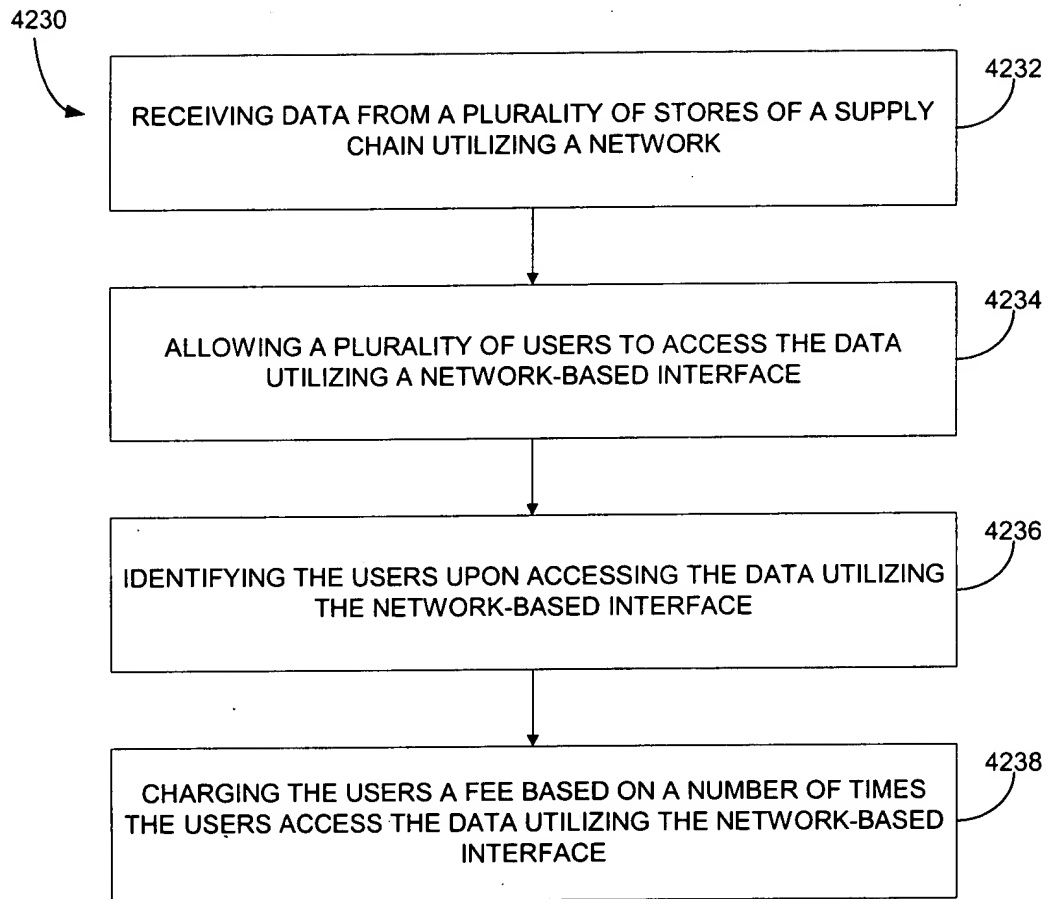 4230
4232
RECEIVING DATA FROM A PLURALITY OF STORES OF A SUPPLY
CHAIN UTILIZING A NETWORK
4234
ALLOWING A PLURALITY OF USERS TO ACCESS THE DATA
UTILIZING A NETWORK-BASED INTERFACE
4236
IDENTIFYING THE USERS UPON ACCESSING THE DATA UTILIZING
THE NETWORK-BASED INTERFACE
4238
CHARGING THE USERS A FEE BASED ON A NUMBER OF TIMES
THE USERS ACCESS THE DATA UTILIZING THE NETWORK-BASED
INTERFACE